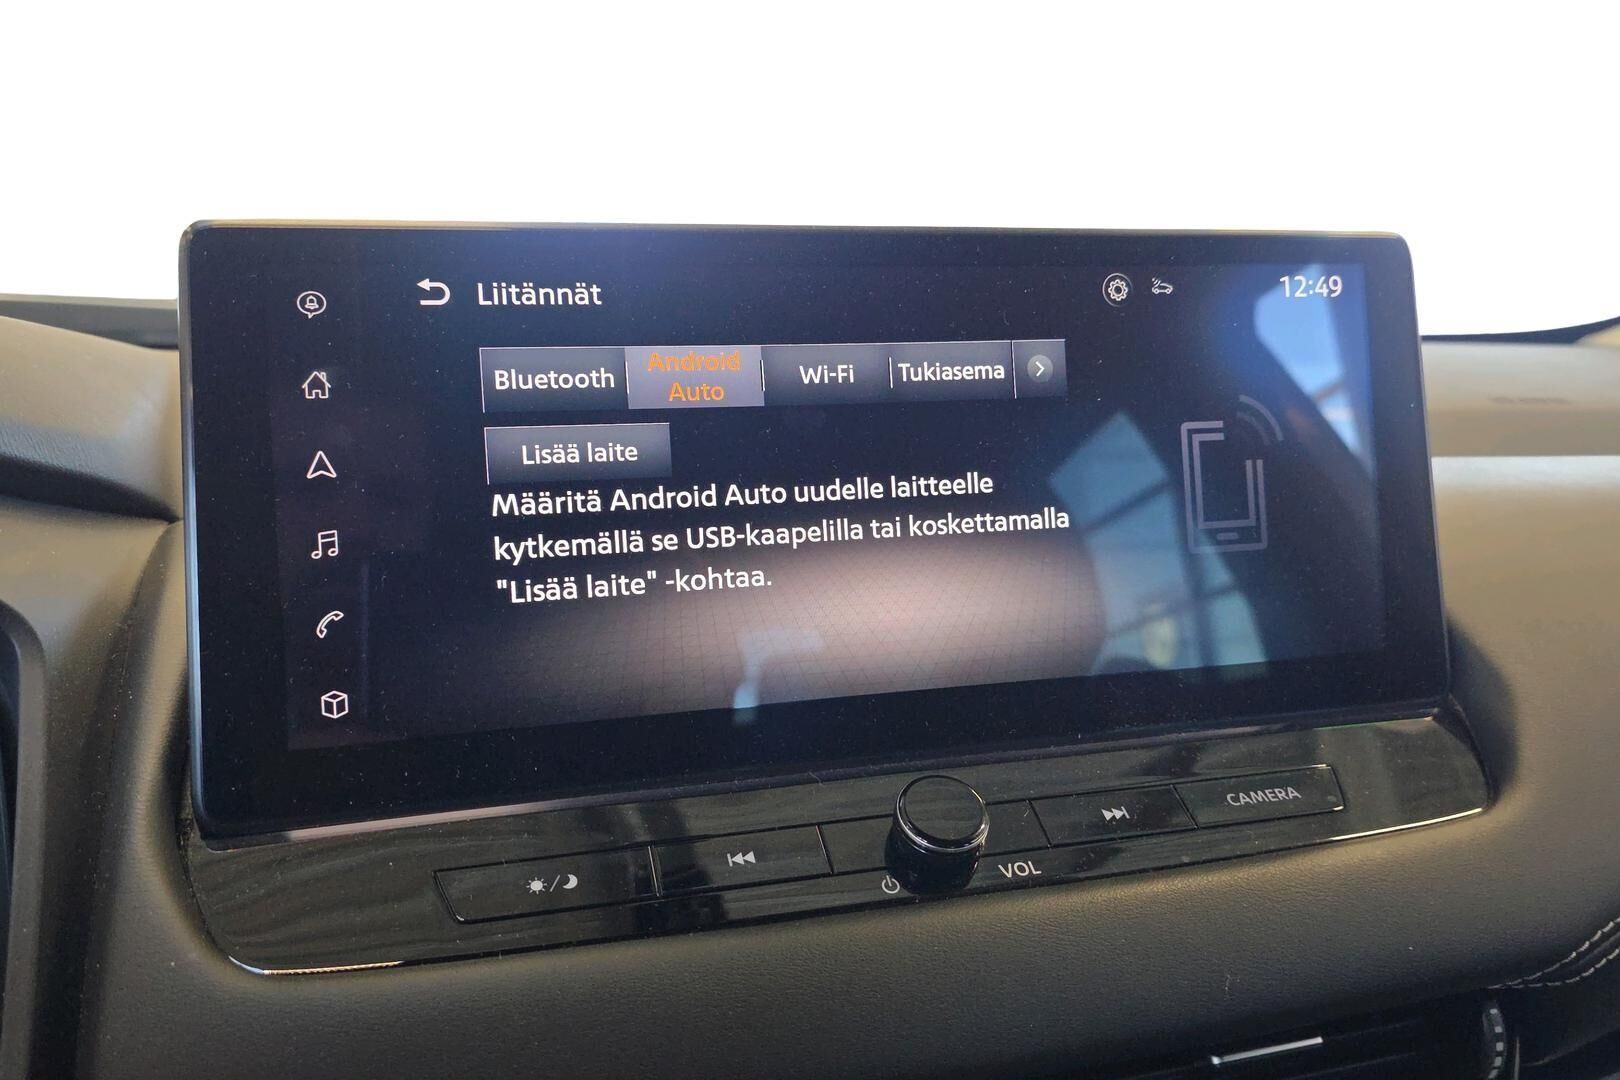 Liitännät
12:49
Bluetooth
Android
Auto
Wi-Fi
Tukiasema
Lisää laite
Määritä Android Auto uudelle laitteelle
kytkemällä se USB-kaapelilla tai koskettamalla
"Lisää laite" -kohtaa.
VOL
CAMERA